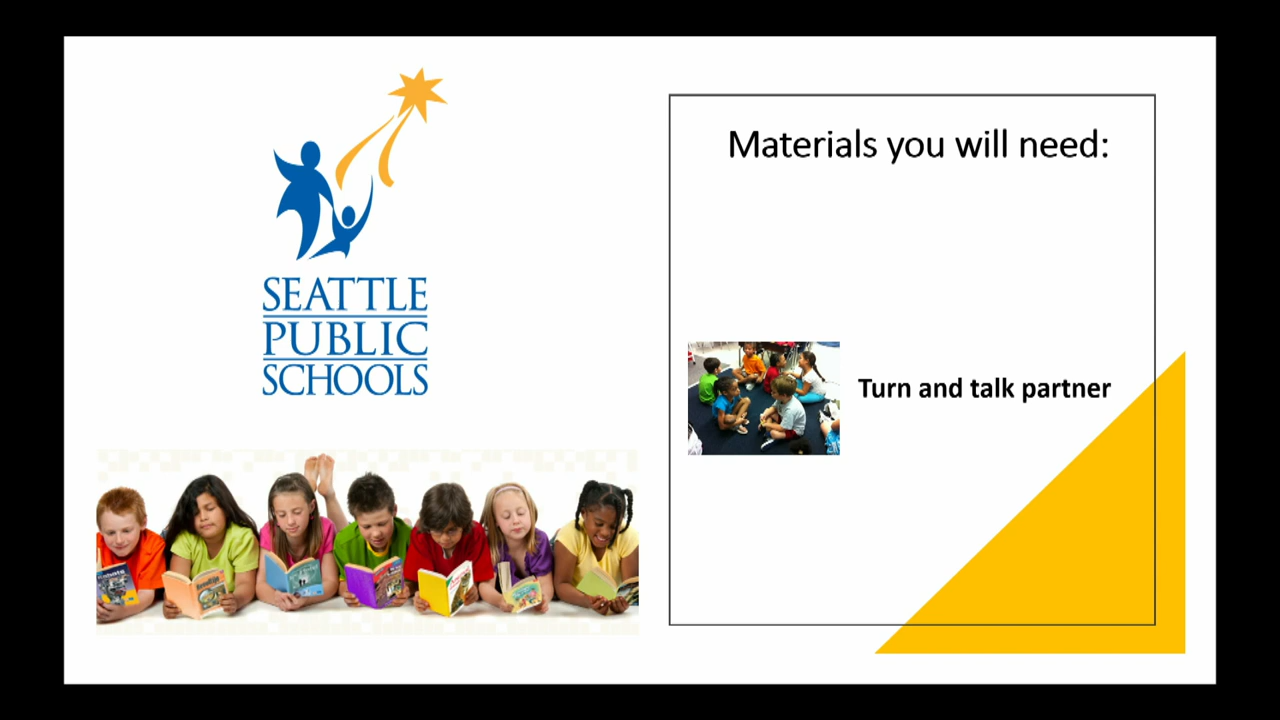 SEATTLE
PUBLIC
SCHOOLS
Materials you will need:
Turn and talk partner